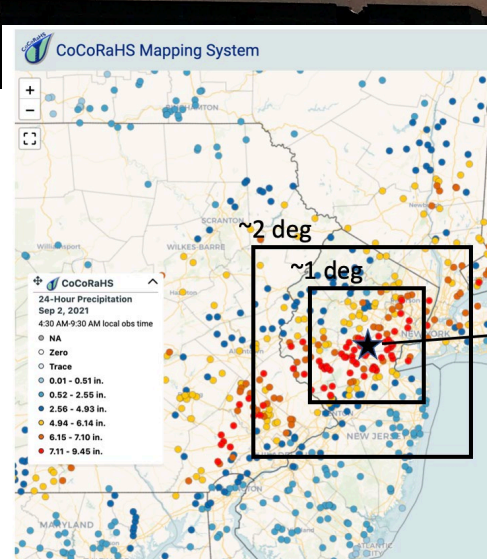 CoCoRaHS Mapping System
+
−
SCRANTON
Williamsport
WILKES-BARRE
~2 deg
~1 deg
NEW YORK
CoCoRaHS
24-Hour Precipitation
Sep 2, 2021
4:30 AM-9:30 AM local obs time
NA
Zero
Trace
0.01 - 0.51 in.
0.52 - 2.55 in.
2.56 - 4.93 in.
4.94 - 6.14 in.
6.15 - 7.10 in.
7.11 - 9.45 in.
NEW JERSEY
MARYLAND
ATLANTIC
CITY